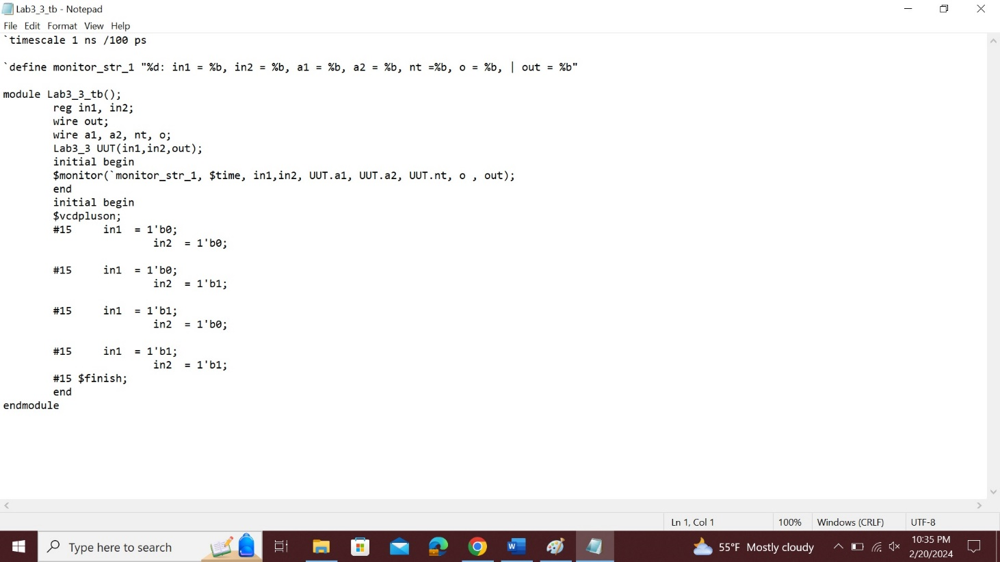 Lab3_3_tb - Notepad
File Edit Format View Help
`timescale 1 ns /100 ps
`define monitor_str_1 "%d: in1 = %b, in2 = %b, a1 = %b, a2 = %b, nt =%b, o = %b, | out = %b"
module Lab3_3_tb();
reg in1, in2;
wire out;
wire a1, a2, nt, o;
Lab3_3 UUT(in1,in2,out);
initial begin
$monitor(`monitor_str_1, $time, in1,in2, UUT.a1, UUT.a2, UUT.nt, o , out);
end
initial begin
$vcdpluson;
#15 in1 = 1'b0;
in2 = 1'b0;
#15 in1 = 1'b0;
in2 = 1'b1;
#15 in1 = 1'b1;
in2 = 1'b0;
#15 in1 = 1'b1;
in2 = 1'b1;
#15 $finish;
end
endmodule
Ln 1, Col 1 100% Windows (CRLF) UTF-8
Type here to search
W
55°F Mostly cloudy
10:35 PM
2/20/2024